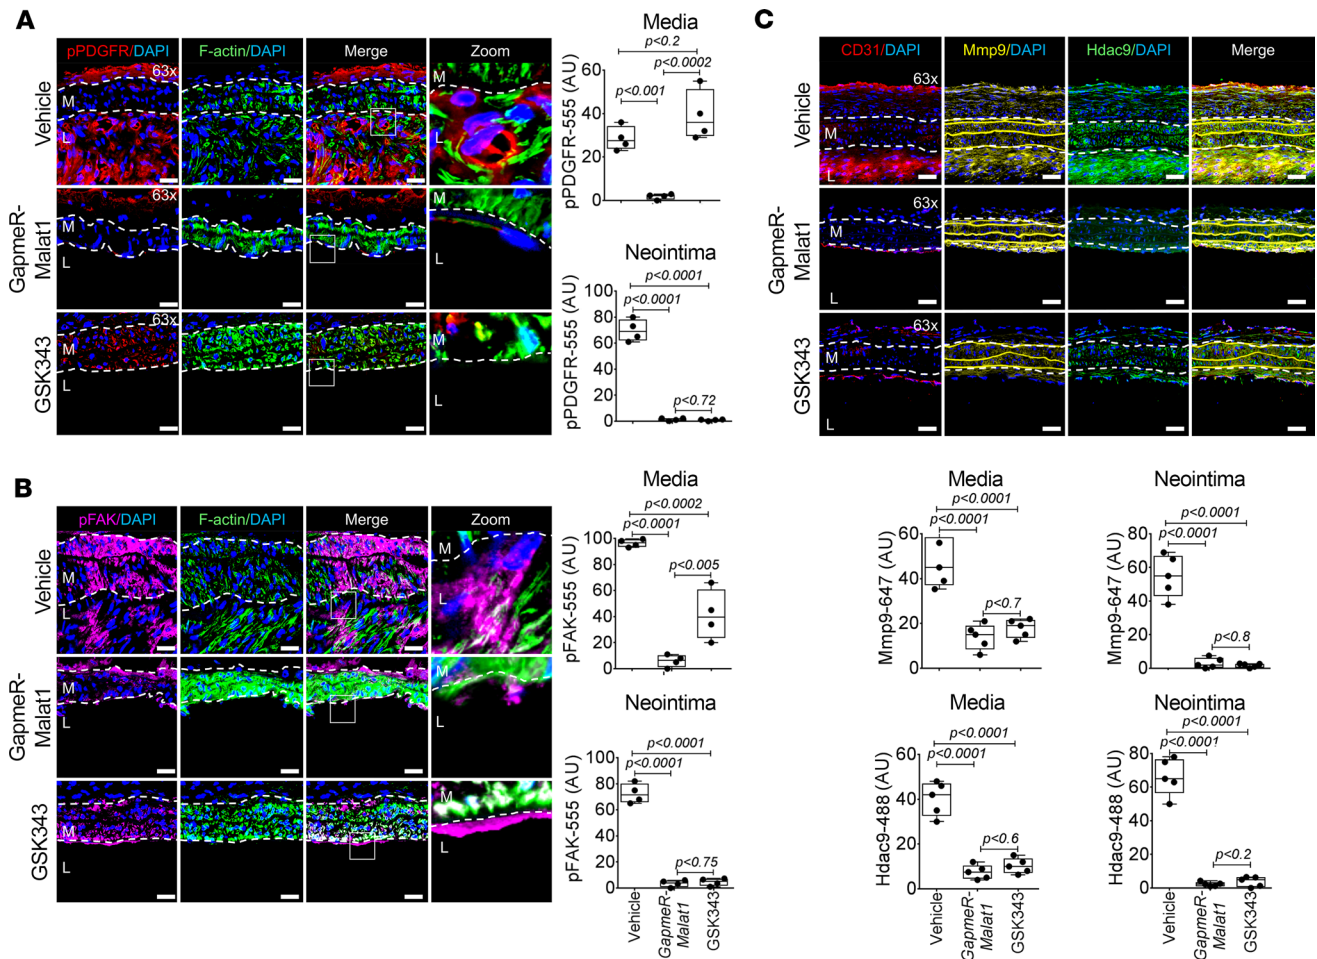 A
pPDGFR/DAPI
F-actin/DAPI
Merge
Zoom
Vehicle
63x
M
L
M
L
GapmeR-
Malat1
63x
M
L
M
L
GSK343
63x
M
L
M
L
Media
p<0.2
p<0.0002
p<0.001
pPDGFR-555 (AU)
60
40
20
0
Neointima
p<0.0001
p<0.0001
p<0.72
pPDGFR-555 (AU)
100
80
60
40
20
0
B
pFAK/DAPI
F-actin/DAPI
Merge
Zoom
Vehicle
M
L
M
L
GapmeR-
Malat1
M
L
M
L
GSK343
M
L
M
L
Media
p<0.0002
p<0.0001
p<0.005
pFAK-555 (AU)
100
80
60
40
20
0
Neointima
p<0.0001
p<0.0001
p<0.75
pFAK-555 (AU)
100
80
60
40
20
0
Vehicle
GapmeR-
Malat1
GSK343
C
CD31/DAPI
Mmp9/DAPI
Hdac9/DAPI
Merge
Vehicle
63x
M
L
GapmeR-
Malat1
63x
M
L
GSK343
63x
M
L
Media
p<0.0001
p<0.0001
p<0.7
Mmp9-647 (AU)
60
40
20
0
Neointima
p<0.0001
p<0.0001
p<0.8
Mmp9-647 (AU)
100
80
60
40
20
0
Media
p<0.0001
p<0.0001
p<0.6
Hdac9-488 (AU)
60
40
20
0
Vehicle
GapmeR-
Malat1
GSK343
Neointima
p<0.0001
p<0.0001
p<0.2
Hdac9-488 (AU)
80
60
40
20
0
Vehicle
GapmeR-
Malat1
GSK343